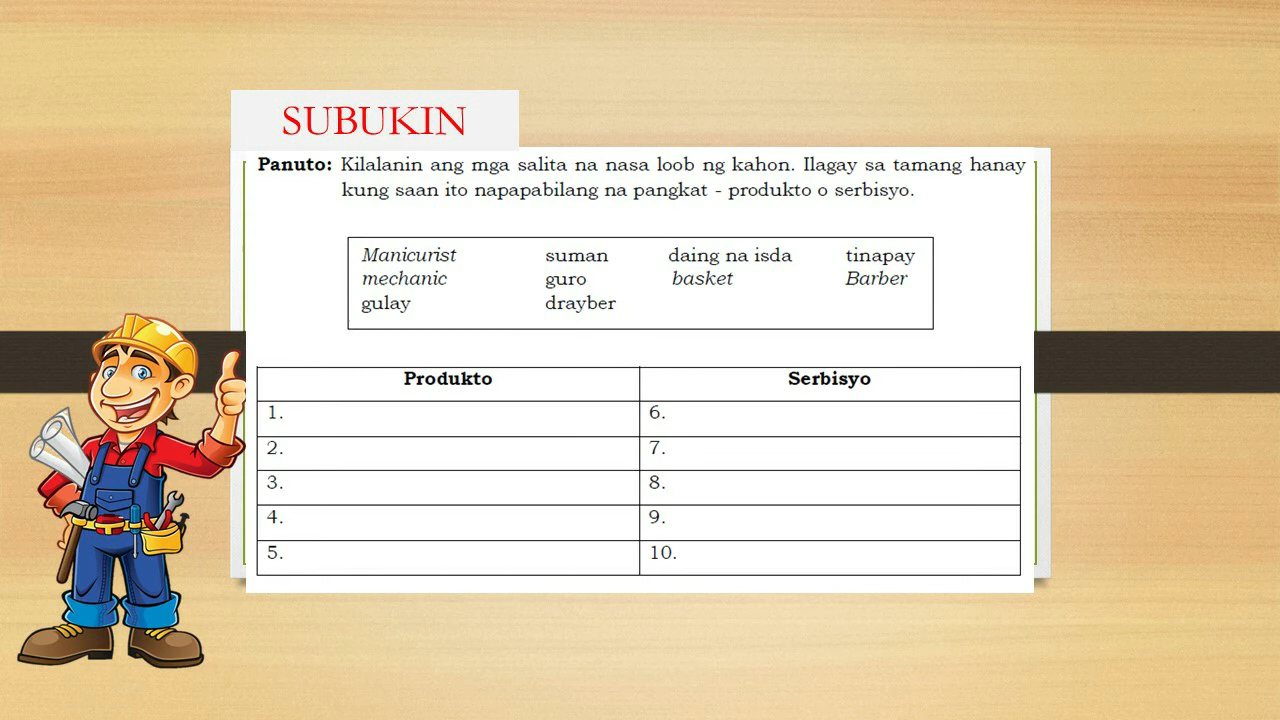 SUBUKIN
Panuto: Kilalanin ang mga salita na nasa loob ng kahon. Ilagay sa tamang hanay
kung saan ito napapabilang na pangkat - produkto o serbisyo.
Manicurist suman daing na isda tinapay
mechanic guro basket Barber
gulay drayber
Produkto Serbisyo
1. 6.
2. 7.
3. 8.
4. 9.
5. 10.